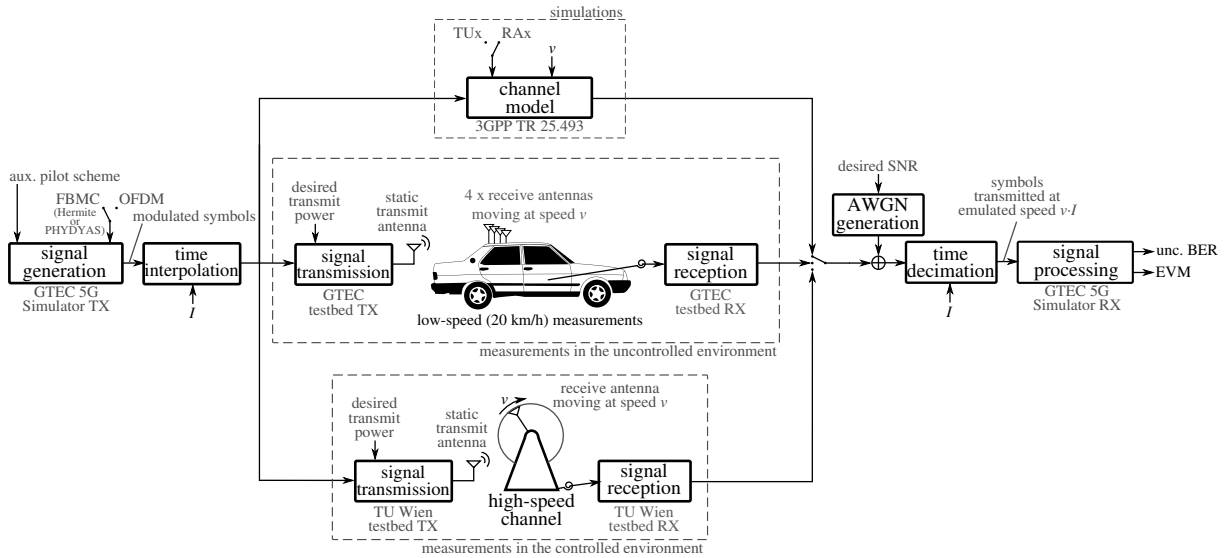 simulations
TUx
RAx
v
channel
model
3GPP TR 25.493
aux. pilot scheme
FBMC
(Hermite
or
PHYDYAS)
OFDM
modulated symbols
signal
generation
GTEC 5G
Simulator TX
time
interpolation
I
desired
transmit
power
static
transmit
antenna
4 x receive antennas
moving at speed v
signal
transmission
GTEC
testbed TX
low-speed (20 km/h) measurements
signal
reception
GTEC
testbed RX
measurements in the uncontrolled environment
desired
transmit
power
static
transmit
antenna
v
receive antenna
moving at speed v
signal
transmission
TU Wien
testbed TX
high-speed
channel
signal
reception
TU Wien
testbed RX
measurements in the controlled environment
desired SNR
AWGN
generation
symbols
transmitted at
emulated speed v·I
time
decimation
I
signal
processing
GTEC 5G
Simulator RX
unc. BER
EVM